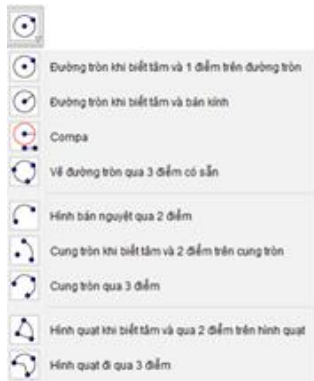 Đường tròn khi biết tâm và 1 điểm trên đường tròn
Đường tròn khi biết tâm và bán kính
Compa
Vẽ đường tròn qua 3 điểm có sẵn
Hình bán nguyệt qua 2 điểm
Cung tròn khi biết tâm và 2 điểm trên cung tròn
Cung tròn qua 3 điểm
Hình quạt khi biết tâm và qua 2 điểm trên hình quạt
Hình quạt đi qua 3 điểm